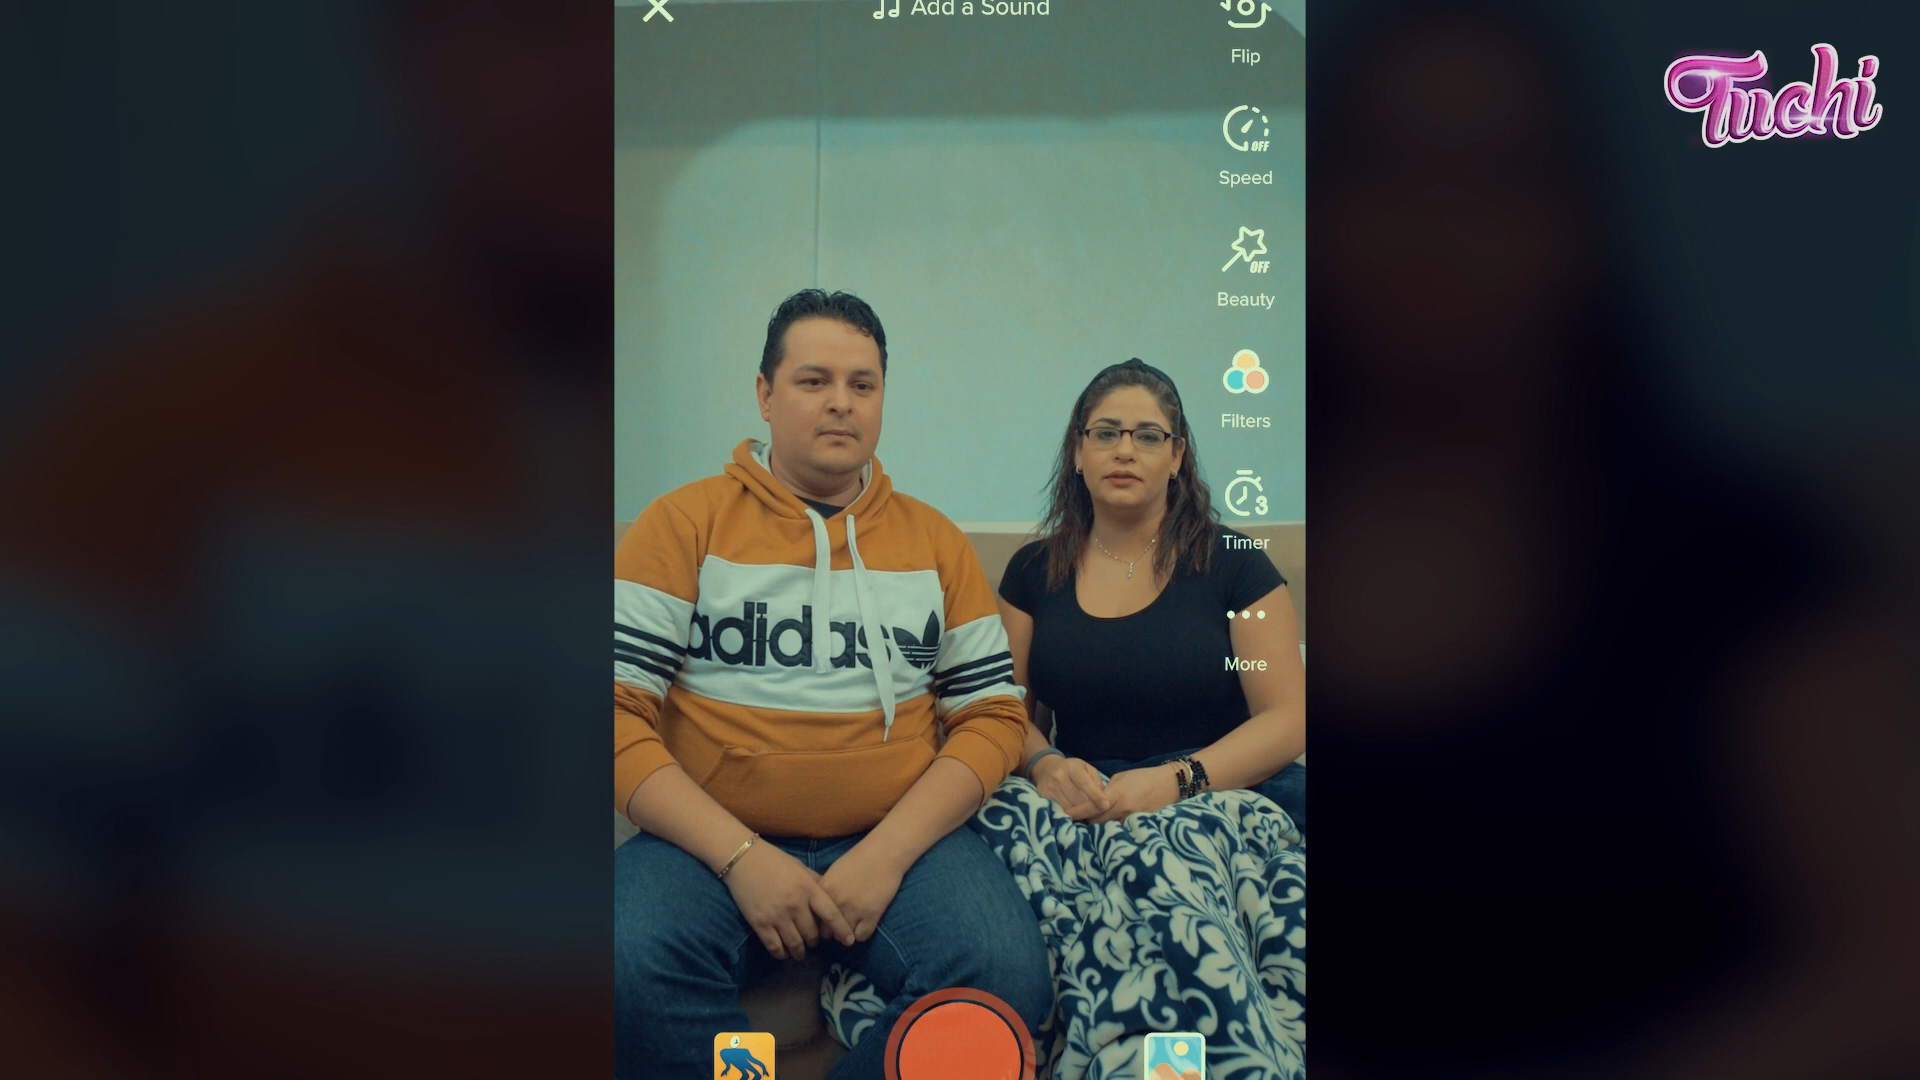 Add a Sound
Tuchi
Flip
OFF
Speed
OFF
Beauty
Filters
3
Timer
More
adidas